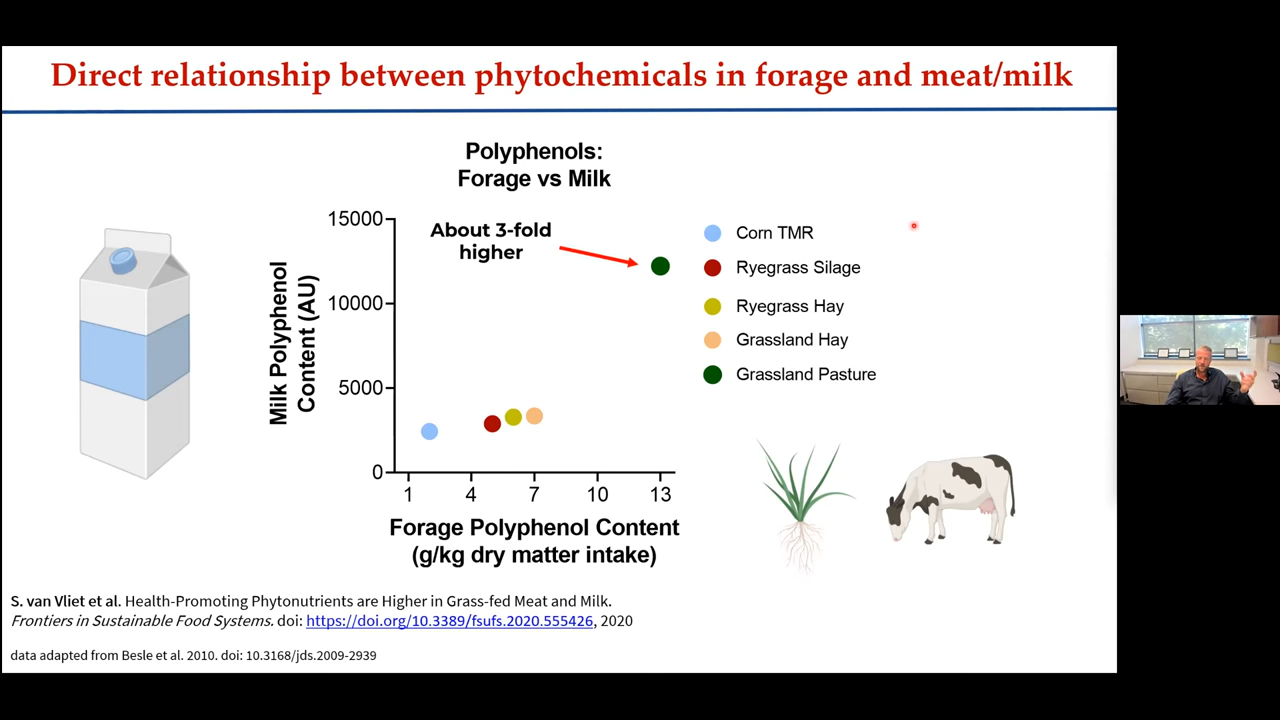 Direct relationship between phytochemicals in forage and meat/milk
Polyphenols:
Forage vs Milk
About 3-fold
higher
15000
10000
5000
0
Milk Polyphenol
Content (AU)
1 4 7 10 13
Forage Polyphenol Content
(g/kg dry matter intake)
Corn TMR
Ryegrass Silage
Ryegrass Hay
Grassland Hay
Grassland Pasture
S. van Vliet et al. Health-Promoting Phytonutrients are Higher in Grass-fed Meat and Milk.
Frontiers in Sustainable Food Systems. doi: https://doi.org/10.3389/fsufs.2020.555426, 2020
data adapted from Besle et al. 2010. doi: 10.3168/jds.2009-2939